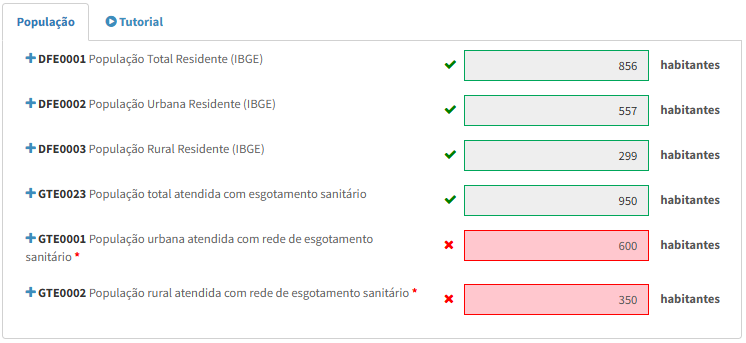 População Tutorial
DFE0001 População Total Residente (IBGE) 856 habitantes
DFE0002 População Urbana Residente (IBGE) 557 habitantes
DFE0003 População Rural Residente (IBGE) 299 habitantes
GTE0023 População total atendida com esgotamento sanitário 950 habitantes
GTE0001 População urbana atendida com rede de esgotamento
sanitário * 600 habitantes
GTE0002 População rural atendida com rede de esgotamento sanitário * 350 habitantes